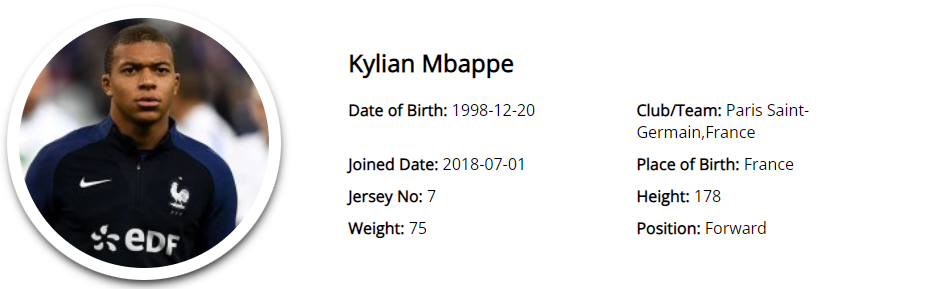 Kylian Mbappe
Date of Birth: 1998-12-20
Club/Team: Paris Saint-
Germain,France
Joined Date: 2018-07-01
Place of Birth: France
Jersey No: 7
Height: 178
Weight: 75
Position: Forward
eDF